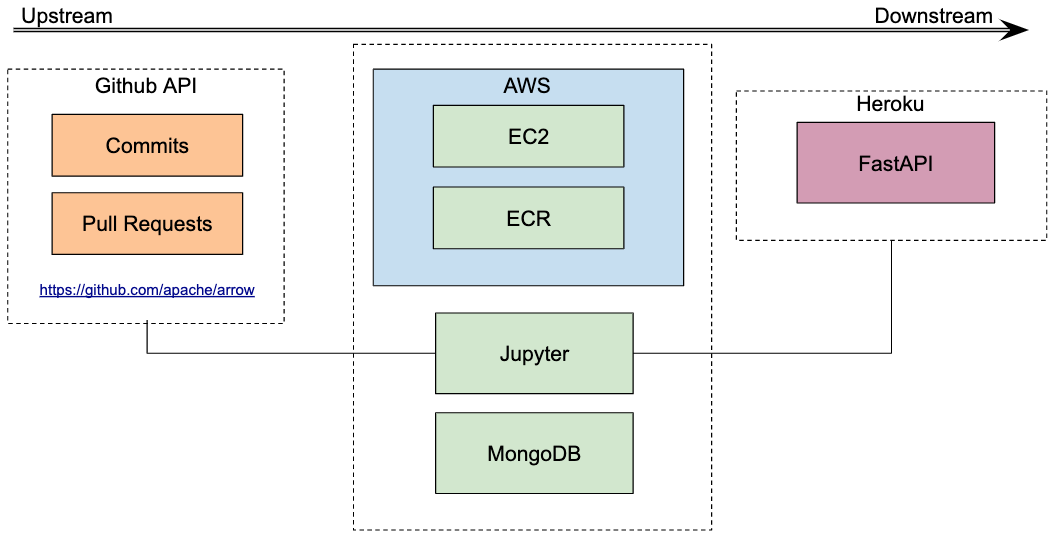 Upstream
Downstream
Github API
Commits
Pull Requests
https://github.com/apache/arrow
AWS
EC2
ECR
Jupyter
MongoDB
Heroku
FastAPI